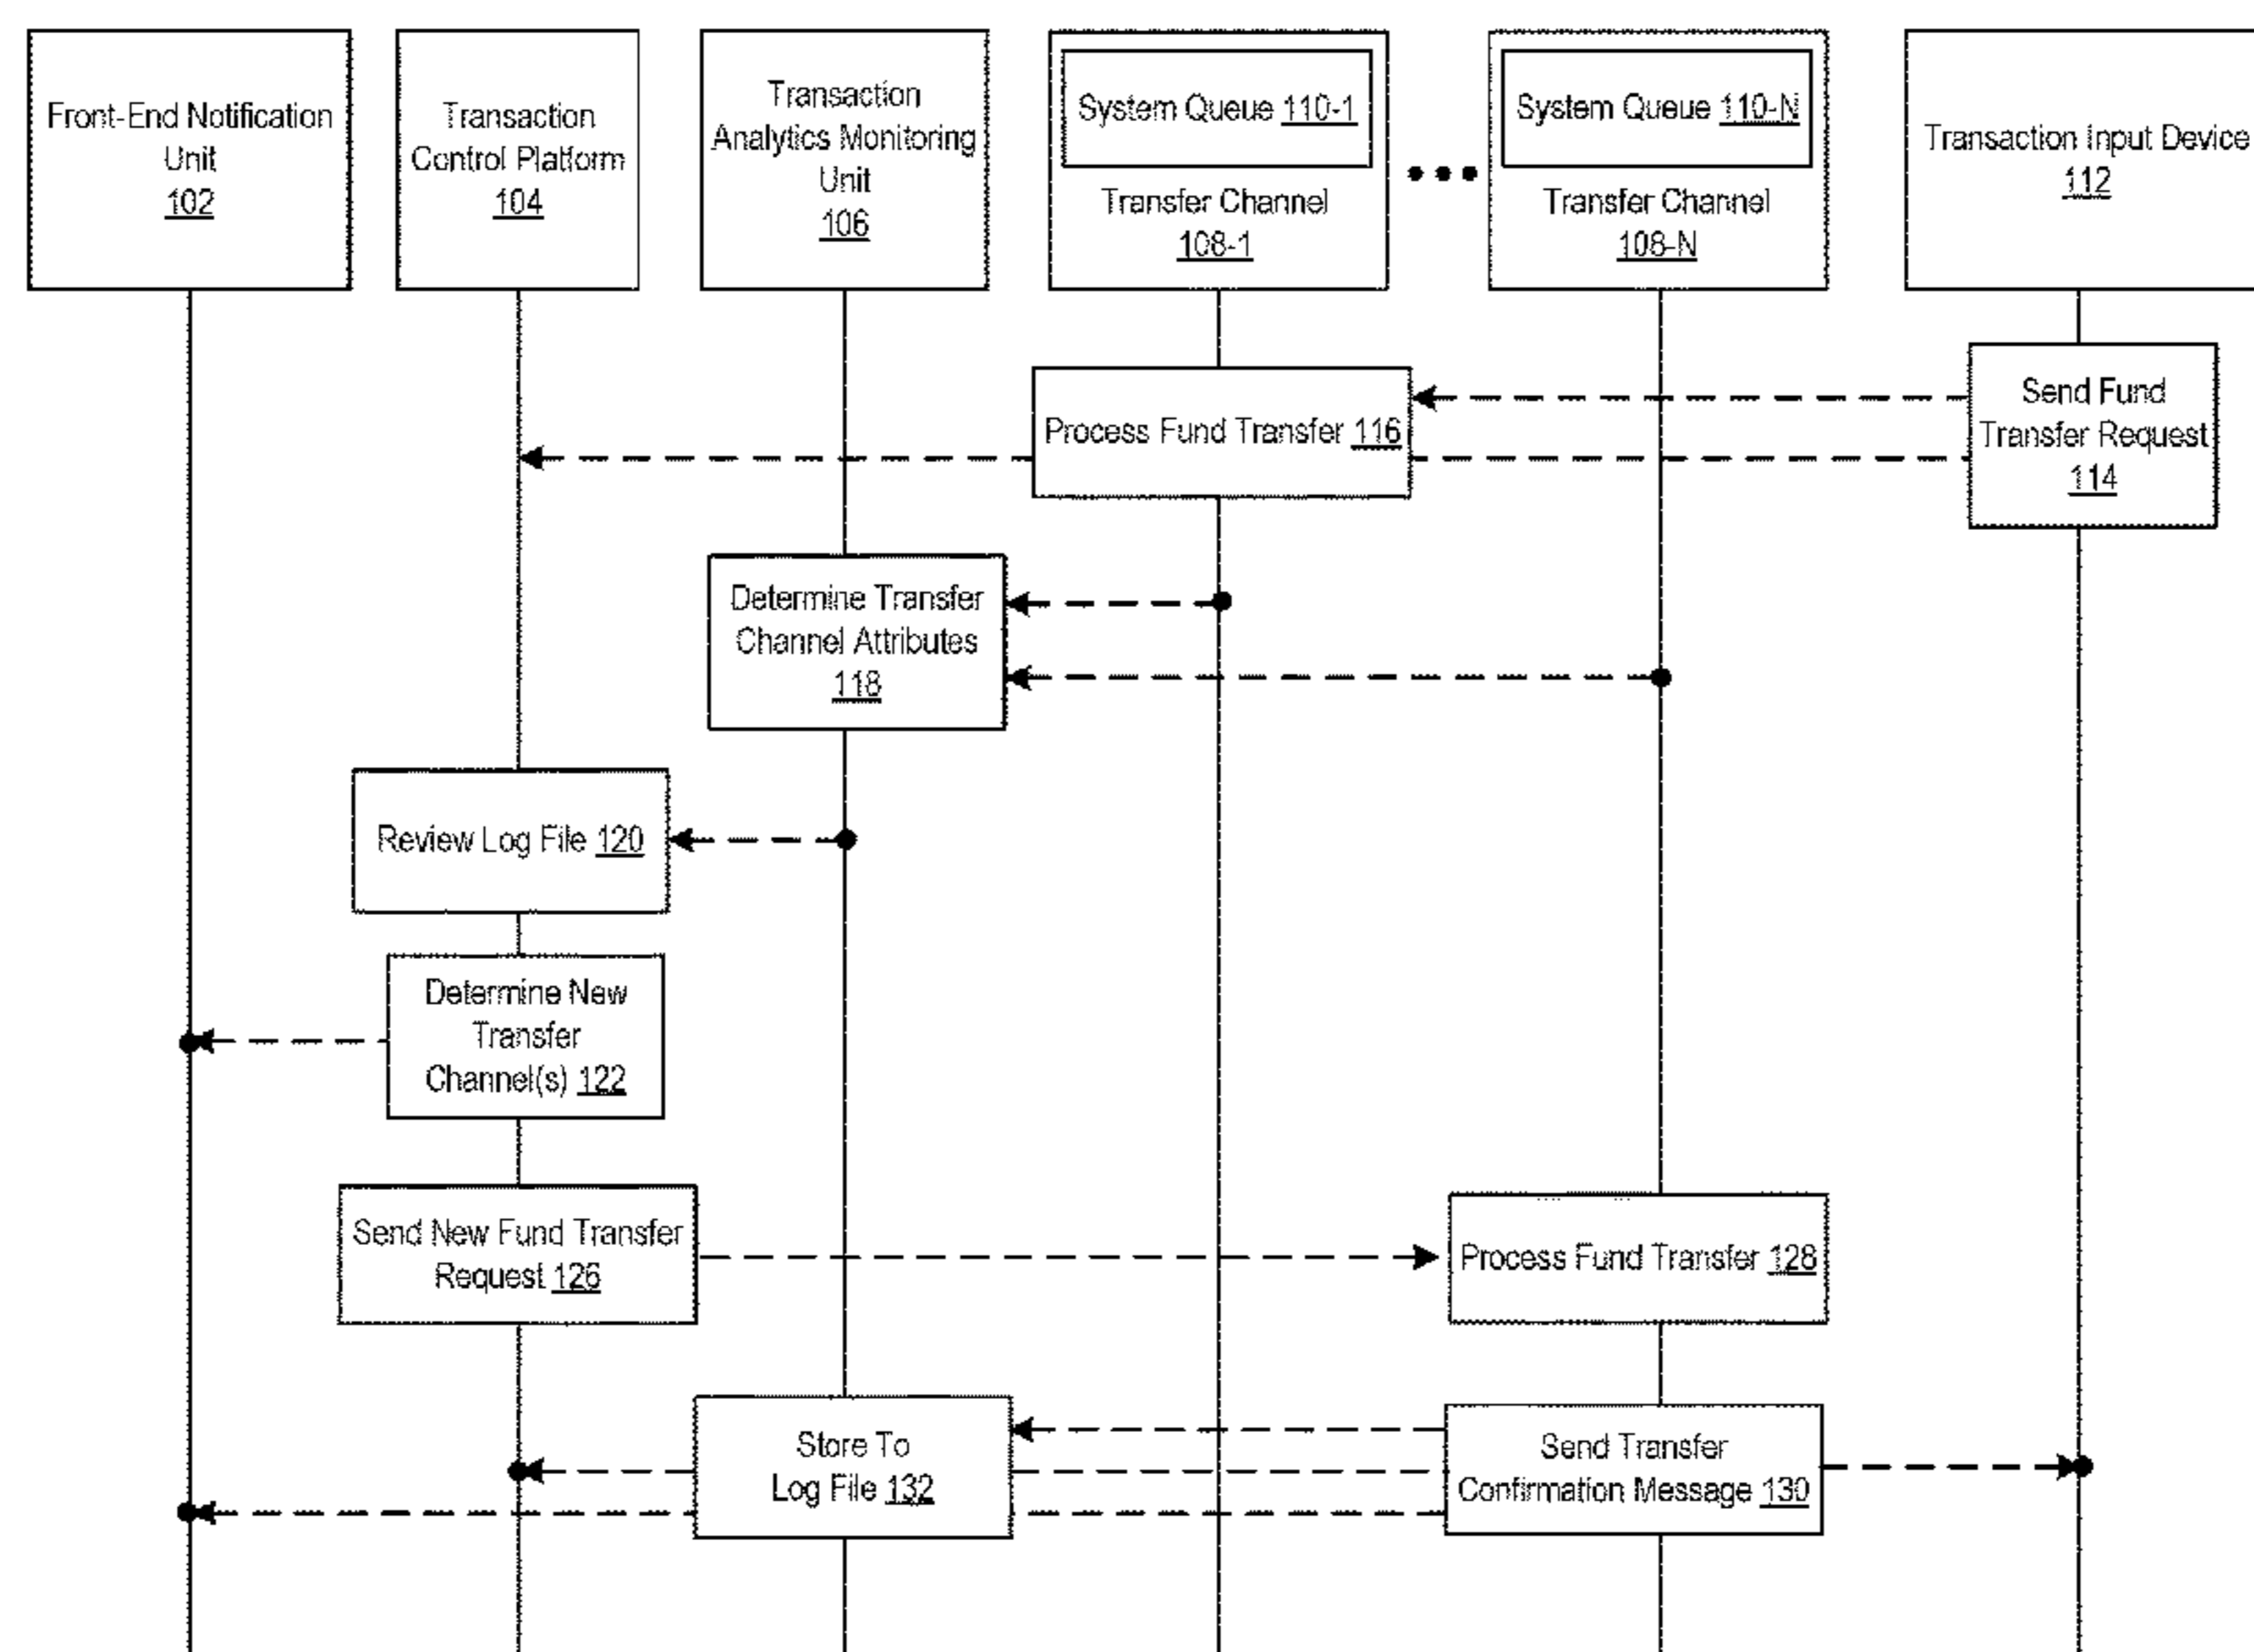 Front-End Notification
Unit
102
Transaction
Control Platform
104
Transaction
Analytics Monitoring
Unit
106
System Queue 110-1
Transfer Channel
108-1
System Queue 110-N
Transfer Channel
108-N
Transaction Input Device
112
Send Fund
Transfer Request
114
Process Fund Transfer 116
Determine Transfer
Channel Attributes
118
Review Log File 120
Determine New
Transfer
Channel(s) 122
Send New Fund Transfer
Request 126
Process Fund Transfer 128
Store To
Log File 132
Send Transfer
Confirmation Message 130